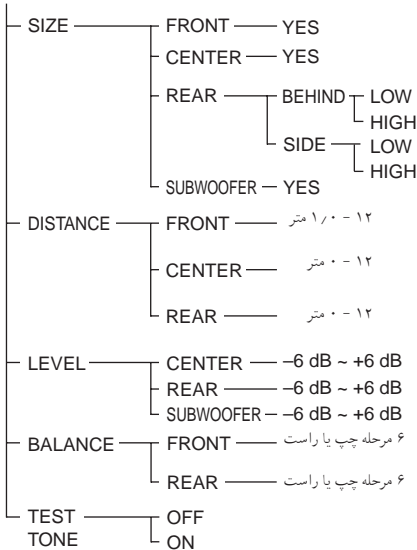 SIZE FRONT YES
CENTER YES
REAR BEHIND LOW
HIGH
SIDE LOW
HIGH
SUBWOOFER YES
DISTANCE FRONT ۱۲ - ۱/۰ متر
CENTER ۱۲ - ۰ متر
REAR ۱۲ - ۰ متر
LEVEL CENTER –6 dB ~ +6 dB
REAR –6 dB ~ +6 dB
SUBWOOFER –6 dB ~ +6 dB
BALANCE FRONT ۶ مرحله چپ یا راست
REAR ۶ مرحله چپ یا راست
TEST OFF
TONE ON